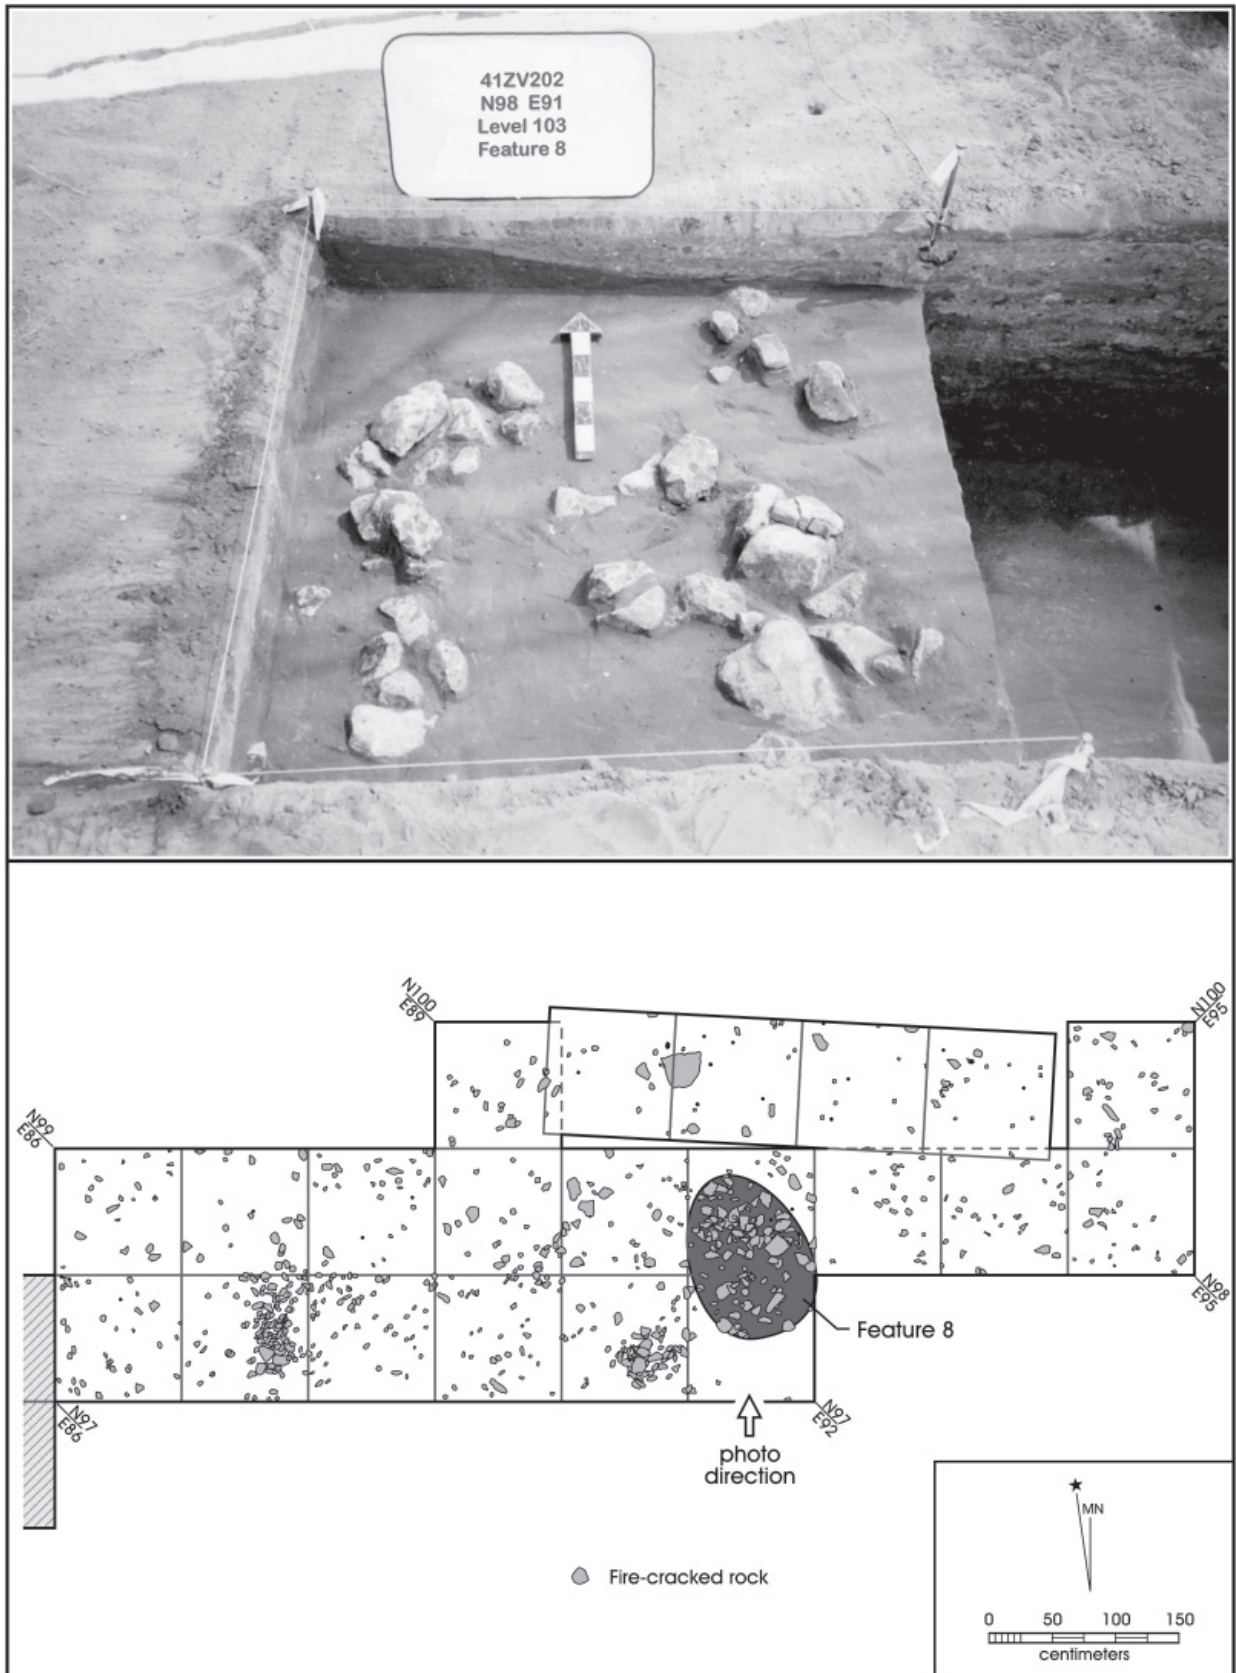 41ZV202
N98 E91
Level 103
Feature 8
N100
E89
N100
E95
N99
E86
N98
E95
Feature 8
N97
E86
N97
E92
photo
direction
MN
Fire-cracked rock
0 50 100 150
centimeters